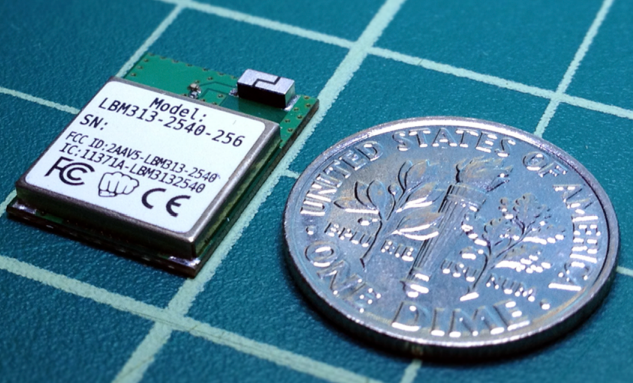 Model:
LBM313-2540-256
SN:
FCC ID:2AAV5-LBM313-2540
IC:11371A-LBM3132540
FC CE
UNITED STATES OF AMERICA
ONE DIME